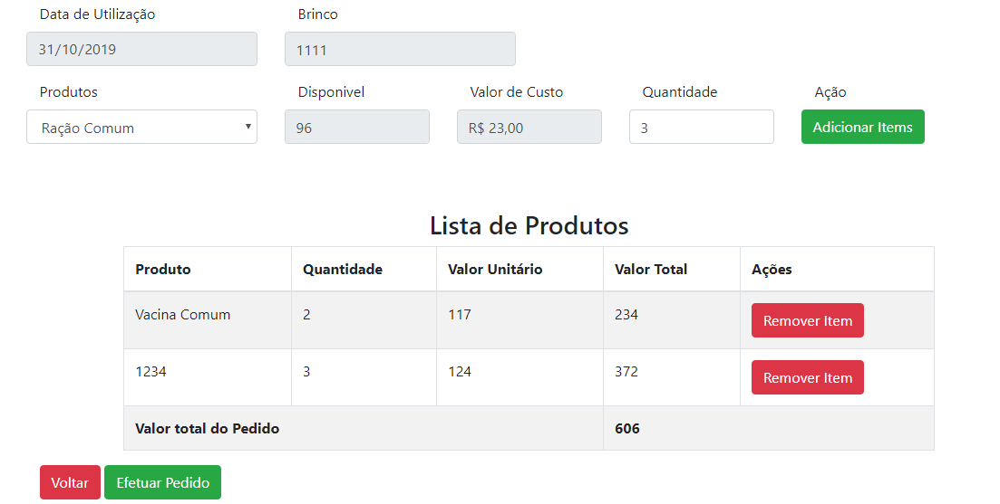 Data de Utilização Brinco
31/10/2019 1111
Produtos Disponivel Valor de Custo Quantidade Ação
Ração Comum 96 R$ 23,00 3 Adicionar Items
Lista de Produtos
Produto Quantidade Valor Unitário Valor Total Ações
Vacina Comum 2 117 234 Remover Item
1234 3 124 372 Remover Item
Valor total do Pedido 606
Voltar Efetuar Pedido